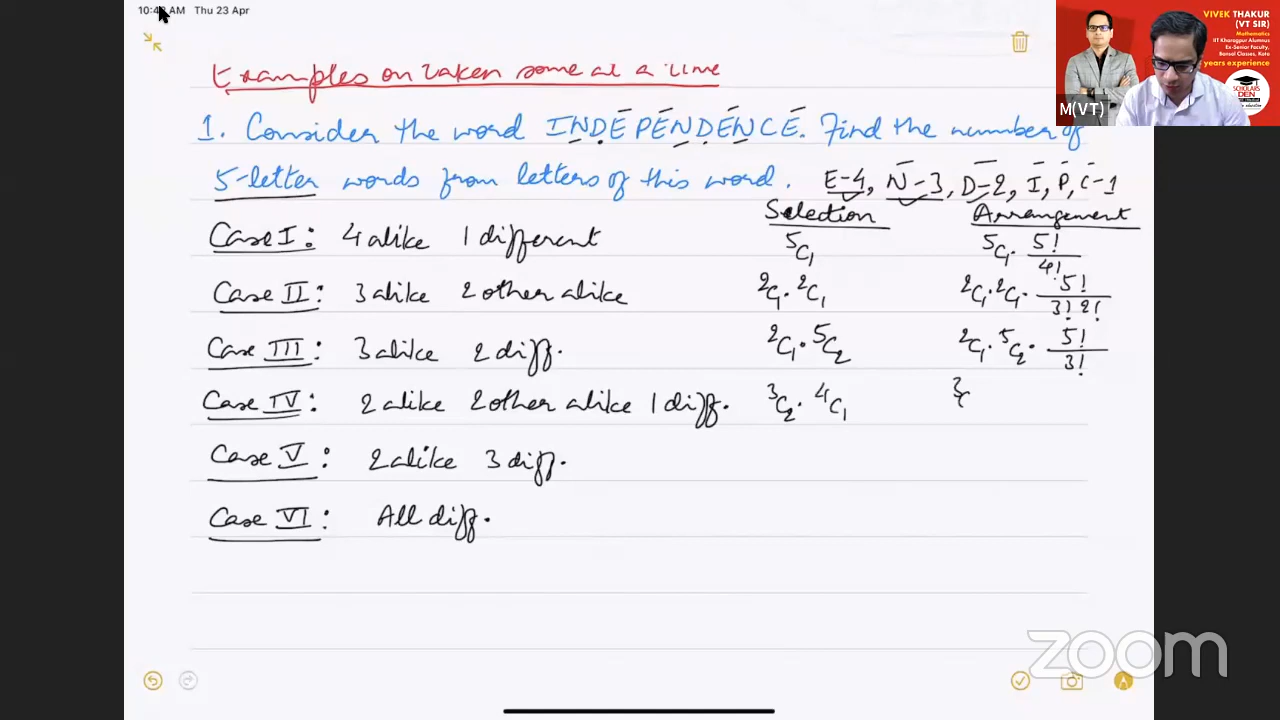 10:42 AM Thu 23 Apr
VIVEK THAKUR
(VT SIR)
Mathematics
IIT Kharagpur Alumnus
Ex-Senior Faculty,
Bansal Classes, Kota
years experience
SCHOLARS DEN
M(VT)
Examples on taken some at a time
1. Consider the word INDEPENDENCE. Find the number of
5-letter words from letters of this word. E-4, N-3, D-2, I, P, C-1
Selection Arrangement
Case I: 4 alike 1 different ⁵C₁ ⁵C₁ · 5!/4!
Case II: 3 alike 2 other alike ²C₁ · ²C₁ ²C₁ · ²C₁ · 5!/3! 2!
Case III: 3 alike 2 diff. ²C₁ · ⁵C₂ ²C₁ · ⁵C₂ · 5!/3!
Case IV: 2 alike 2 other alike 1 diff. ³C₂ · ⁴C₁ ³C
Case V: 2 alike 3 diff.
Case VI: All diff.
zoom